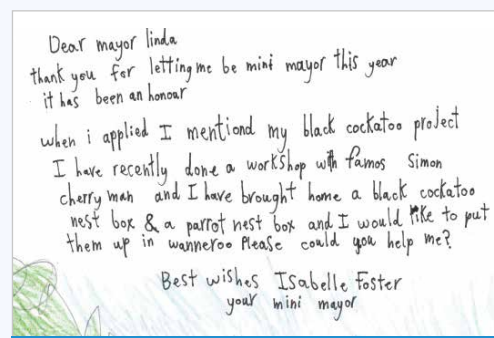 Dear mayor linda
thank you for letting me be mini mayor this year
it has been an honour
when i applied I mentiond my black cockatoo project
I have recently done a workshop with famos Simon
cherry man and I have brought home a black cockatoo
nest box & a parrot nest box and I would like to put
them up in wanneroo Please could you help me?
Best wishes Isabelle Foster
your mini mayor